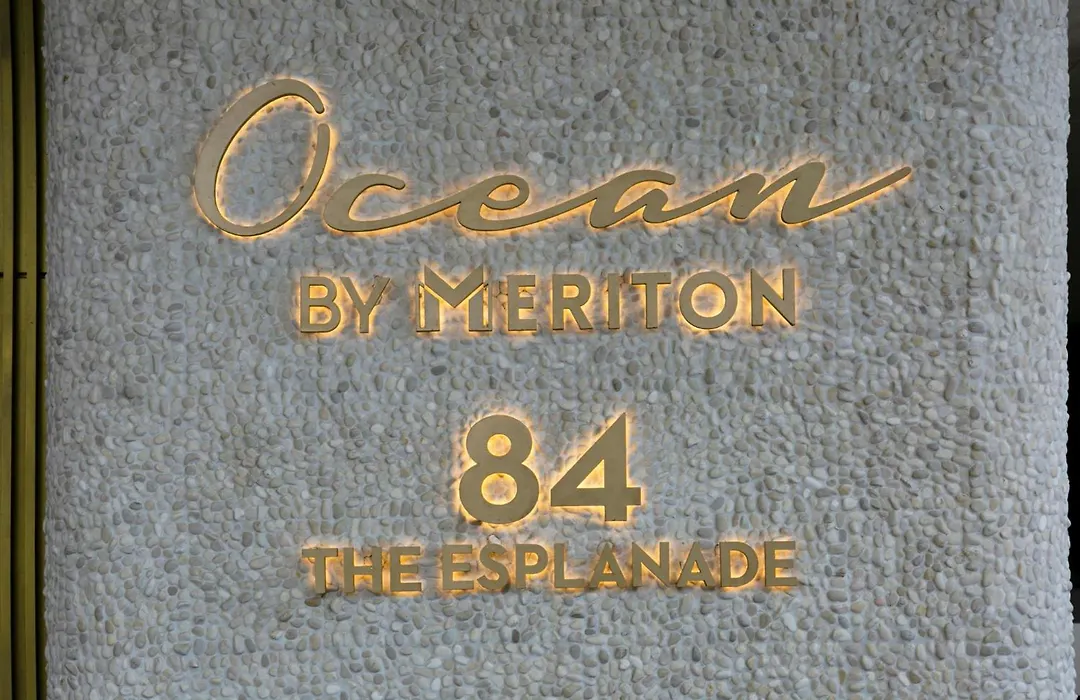 Ocean
BY MERITON
84
THE ESPLANADE